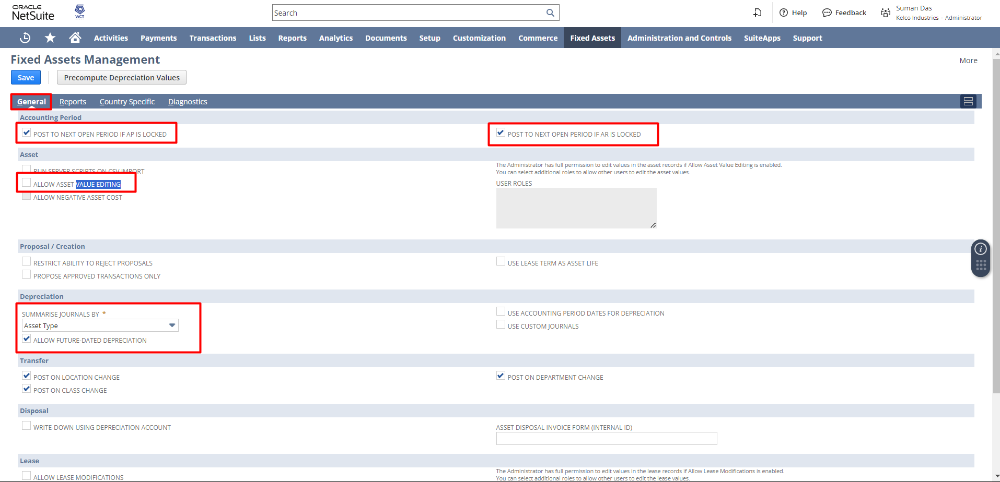 ORACLE
NetSuite
WCT
Search
Help
Feedback
Suman Das
Kelco Industries - Administrator
Activities Payments Transactions Lists Reports Analytics Documents Setup Customization Commerce Fixed Assets Administration and Controls SuiteApps Support
Fixed Assets Management
More
Save
Precompute Depreciation Values
General Reports Country Specific Diagnostics
Accounting Period
POST TO NEXT OPEN PERIOD IF AP IS LOCKED
POST TO NEXT OPEN PERIOD IF AR IS LOCKED
Asset
RUN SERVER SCRIPTS ON CSV IMPORT
ALLOW ASSET VALUE EDITING
ALLOW NEGATIVE ASSET COST
The Administrator has full permission to edit values in the asset records if Allow Asset Value Editing is enabled.
You can select additional roles to allow other users to edit the asset values.
USER ROLES
Proposal / Creation
RESTRICT ABILITY TO REJECT PROPOSALS
PROPOSE APPROVED TRANSACTIONS ONLY
USE LEASE TERM AS ASSET LIFE
Depreciation
SUMMARISE JOURNALS BY *
Asset Type
ALLOW FUTURE-DATED DEPRECIATION
USE ACCOUNTING PERIOD DATES FOR DEPRECIATION
USE CUSTOM JOURNALS
Transfer
POST ON LOCATION CHANGE
POST ON CLASS CHANGE
POST ON DEPARTMENT CHANGE
Disposal
WRITE-DOWN USING DEPRECIATION ACCOUNT
ASSET DISPOSAL INVOICE FORM (INTERNAL ID)
Lease
ALLOW LEASE MODIFICATIONS
The Administrator has full permission to edit values in the lease records if Allow Lease Modifications is enabled.
You can select additional roles to allow other users to edit the lease values.